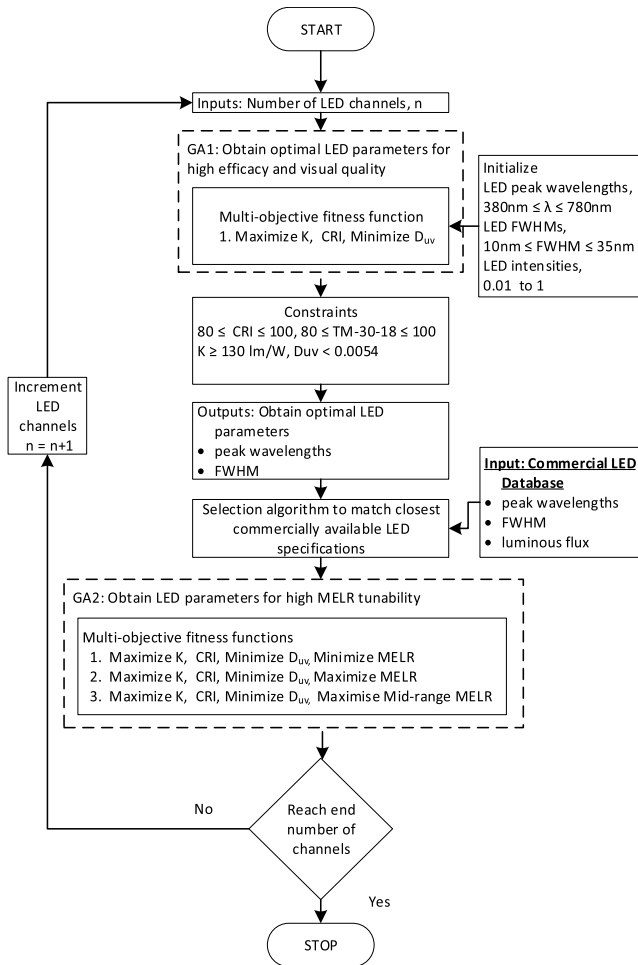 START
Inputs: Number of LED channels, n
GA1: Obtain optimal LED parameters for
high efficacy and visual quality
Multi-objective fitness function
1. Maximize K, CRI, Minimize Duv
Initialize
LED peak wavelengths,
380nm ≤ λ ≤ 780nm
LED FWHMs,
10nm ≤ FWHM ≤ 35nm
LED intensities,
0.01 to 1
Constraints
80 ≤ CRI ≤ 100, 80 ≤ TM-30-18 ≤ 100
K ≥ 130 lm/W, Duv < 0.0054
Increment
LED
channels
n = n+1
Outputs: Obtain optimal LED
parameters
• peak wavelengths
• FWHM
Input: Commercial LED
Database
• peak wavelengths
• FWHM
• luminous flux
Selection algorithm to match closest
commercially available LED
specifications
GA2: Obtain LED parameters for high MELR tunability
Multi-objective fitness functions
1. Maximize K, CRI, Minimize Duv, Minimize MELR
2. Maximize K, CRI, Minimize Duv, Maximize MELR
3. Maximize K, CRI, Minimize Duv, Maximise Mid-range MELR
No
Reach end
number of
channels
Yes
STOP